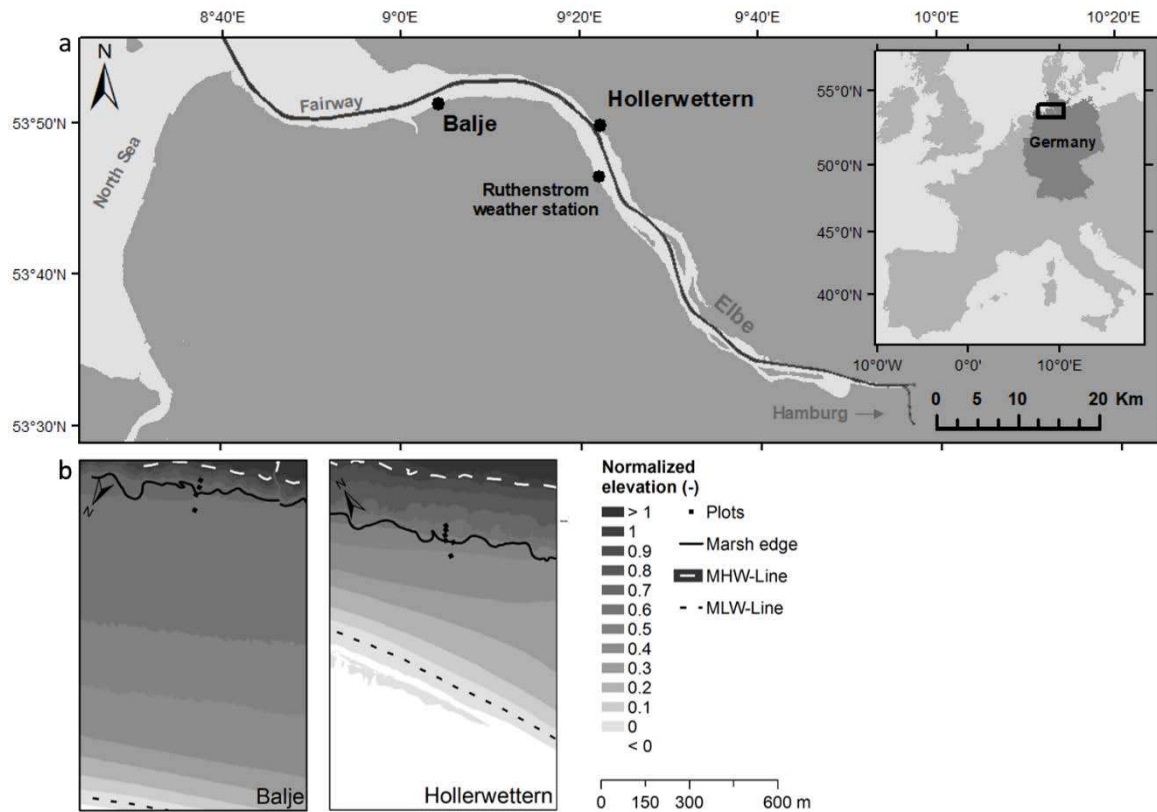 8°40'E 9°0'E 9°20'E 9°40'E 10°0'E 10°20'E
a
N
Fairway
Balje
Hollerwettern
Ruthenstrom
weather station
North Sea
Elbe
Hamburg
53°50'N
53°40'N
53°30'N
55°0'N
50°0'N
45°0'N
40°0'N
Germany
10°0'W 0°0' 10°0'E
0 5 10 20 Km
b
N
Balje
N
Hollerwettern
Normalized
elevation (-)
> 1
1
0.9
0.8
0.7
0.6
0.5
0.4
0.3
0.2
0.1
0
< 0
Plots
Marsh edge
MHW-Line
MLW-Line
0 150 300 600 m